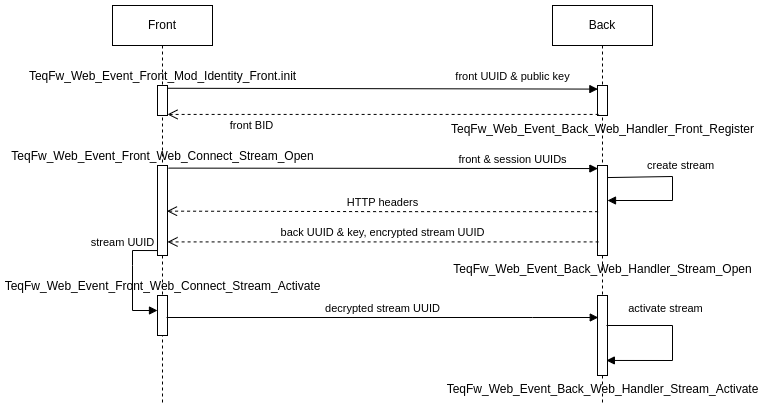 Front
Back
TeqFw_Web_Event_Front_Mod_Identity_Front.init
front UUID & public key
front BID
TeqFw_Web_Event_Back_Web_Handler_Front_Register
TeqFw_Web_Event_Front_Web_Connect_Stream_Open
front & session UUIDs
create stream
HTTP headers
back UUID & key, encrypted stream UUID
stream UUID
TeqFw_Web_Event_Back_Web_Handler_Stream_Open
TeqFw_Web_Event_Front_Web_Connect_Stream_Activate
decrypted stream UUID
activate stream
TeqFw_Web_Event_Back_Web_Handler_Stream_Activate